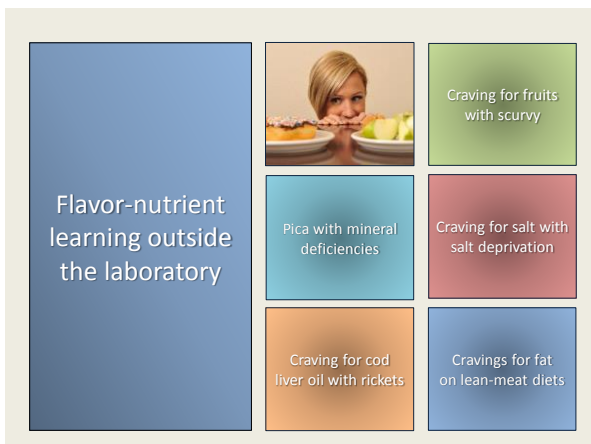 Flavor-nutrient
learning outside
the laboratory
Craving for fruits
with scurvy
Pica with mineral
deficiencies
Craving for salt with
salt deprivation
Craving for cod
liver oil with rickets
Cravings for fat
on lean-meat diets